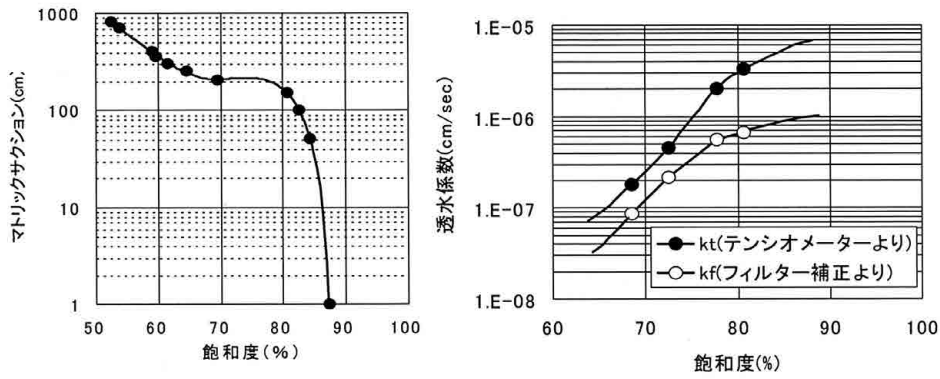 1000
100
10
1
マトリックサクション(cm)
50 60 70 80 90 100
飽和度(%)
1.E-05
1.E-06
1.E-07
1.E-08
透水係数(cm/sec)
kt(テンシオメーターより)
kf(フィルター補正より)
60 70 80 90 100
飽和度(%)